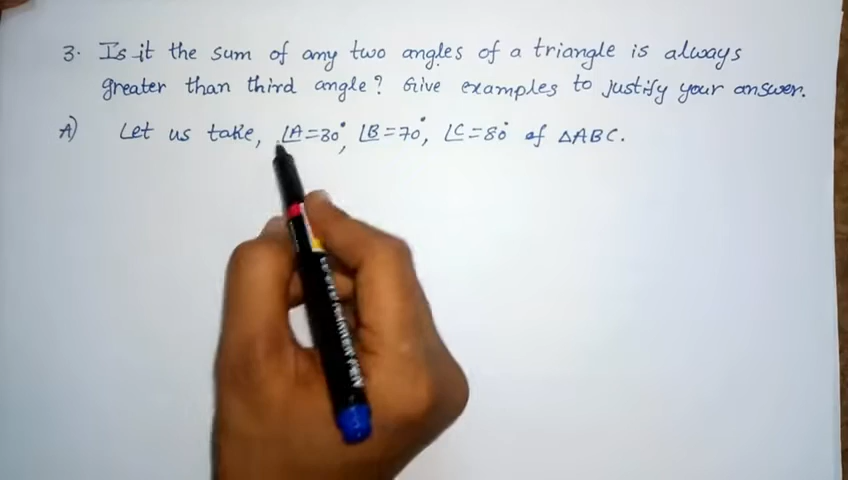 3. Is it the sum of any two angles of a triangle is always
greater than third angle? Give examples to justify your answer.
A) Let us take, ∠A=30°, ∠B=70°, ∠C=80° of △ABC.